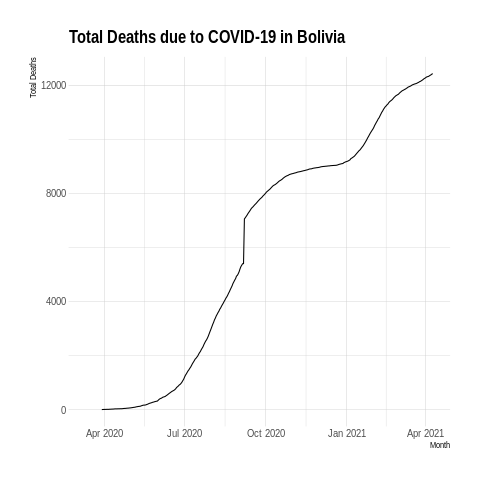 Total Deaths due to COVID-19 in Bolivia
Total Deaths
12000
8000
4000
0
Apr 2020 Jul 2020 Oct 2020 Jan 2021 Apr 2021
Month